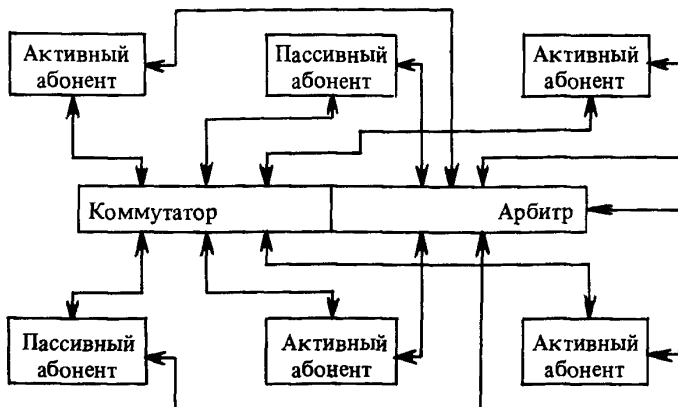 Активный
абонент
Пассивный
абонент
Активный
абонент
Коммутатор
Арбитр
Пассивный
абонент
Активный
абонент
Активный
абонент